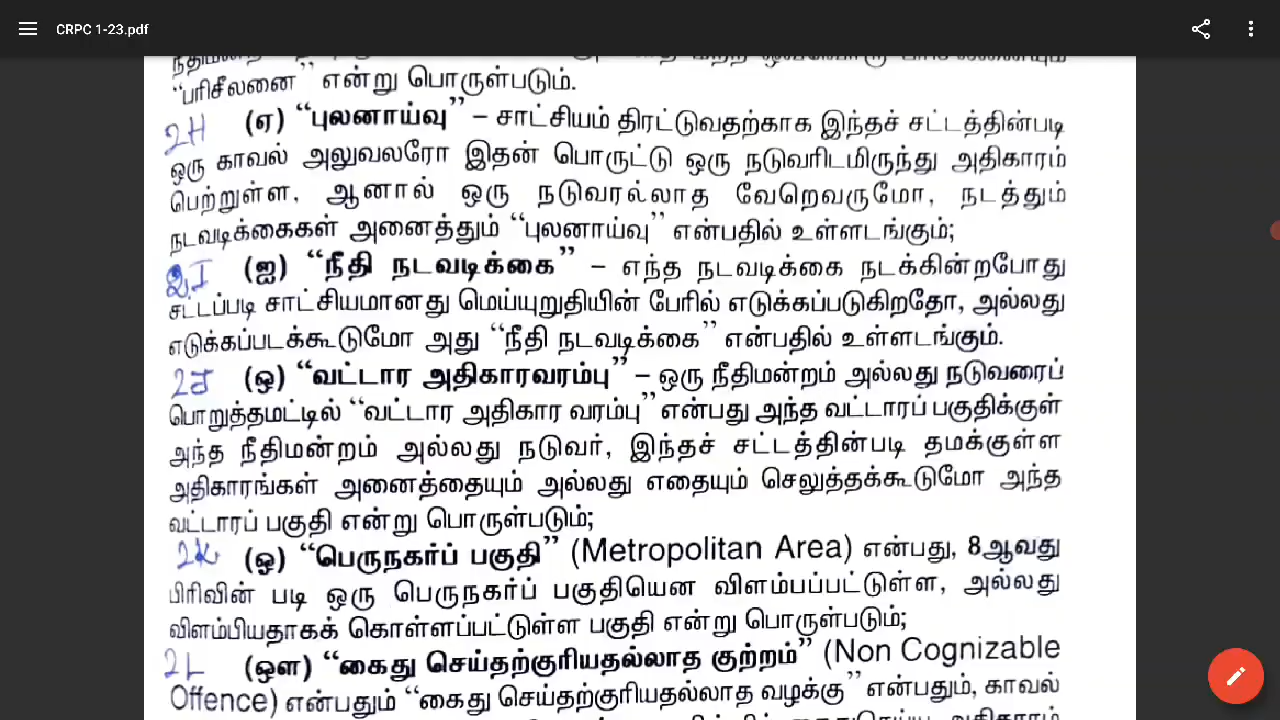 CRPC 1-23.pdf
"பரிசீலனை" என்று பொருள்படும்.
2H (ஏ) "புலனாய்வு" – சாட்சியம் திரட்டுவதற்காக இந்தச் சட்டத்தின்படி
ஒரு காவல் அலுவலரோ இதன் பொருட்டு ஒரு நடுவரிடமிருந்து அதிகாரம்
பெற்றுள்ள, ஆனால் ஒரு நடுவரல்லாத வேறெவருமோ, நடத்தும்
நடவடிக்கைகள் அனைத்தும் "புலனாய்வு" என்பதில் உள்ளடங்கும்;
2I (ஐ) "நீதி நடவடிக்கை" – எந்த நடவடிக்கை நடக்கின்றபோது
சட்டப்படி சாட்சியமானது மெய்யுறுதியின் பேரில் எடுக்கப்படுகிறதோ, அல்லது
எடுக்கப்படக்கூடுமோ அது "நீதி நடவடிக்கை" என்பதில் உள்ளடங்கும்.
2J (ஒ) "வட்டார அதிகாரவரம்பு" – ஒரு நீதிமன்றம் அல்லது நடுவரைப்
பொறுத்தமட்டில் "வட்டார அதிகார வரம்பு" என்பது அந்த வட்டாரப் பகுதிக்குள்
அந்த நீதிமன்றம் அல்லது நடுவர், இந்தச் சட்டத்தின்படி தமக்குள்ள
அதிகாரங்கள் அனைத்தையும் அல்லது எதையும் செலுத்தக்கூடுமோ அந்த
வட்டாரப் பகுதி என்று பொருள்படும்;
2K (ஓ) "பெருநகர்ப் பகுதி" (Metropolitan Area) என்பது, 8ஆவது
பிரிவின் படி ஒரு பெருநகர்ப் பகுதியென விளம்பப்பட்டுள்ள, அல்லது
விளம்பியதாகக் கொள்ளப்பட்டுள்ள பகுதி என்று பொருள்படும்;
2L (ஔ) "கைது செய்தற்குரியதல்லாத குற்றம்" (Non Cognizable
Offence) என்பதும் "கைது செய்தற்குரியதல்லாத வழக்கு" என்பதும், காவல்